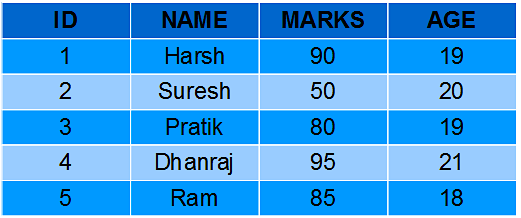 ID NAME MARKS AGE
1 Harsh 90 19
2 Suresh 50 20
3 Pratik 80 19
4 Dhanraj 95 21
5 Ram 85 18